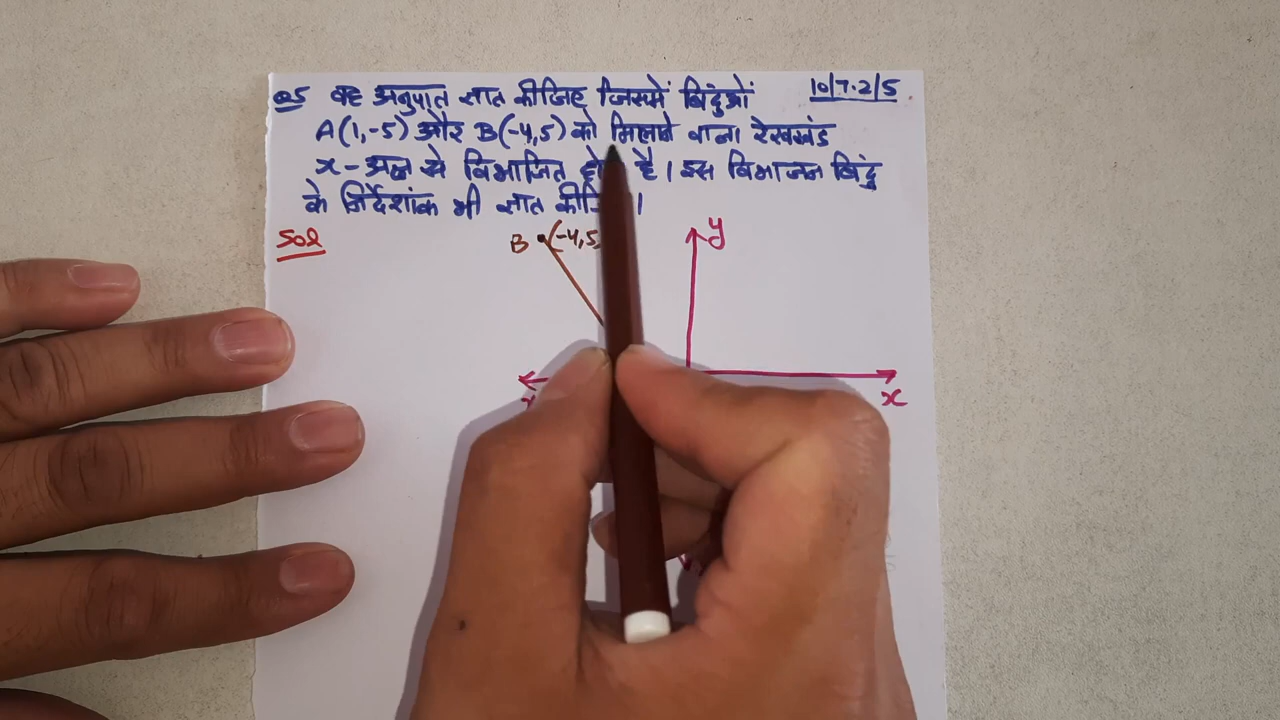 Q5 वह अनुपात ज्ञात कीजिए जिसमें बिंदुओं 10/7.2/5
A(1,-5) और B(-4,5) को मिलाने वाला रेखाखंड
x-अक्ष से विभाजित है। इस विभाजन बिंदु
के निर्देशांक भी ज्ञात
Sol B (-4,5 y
x